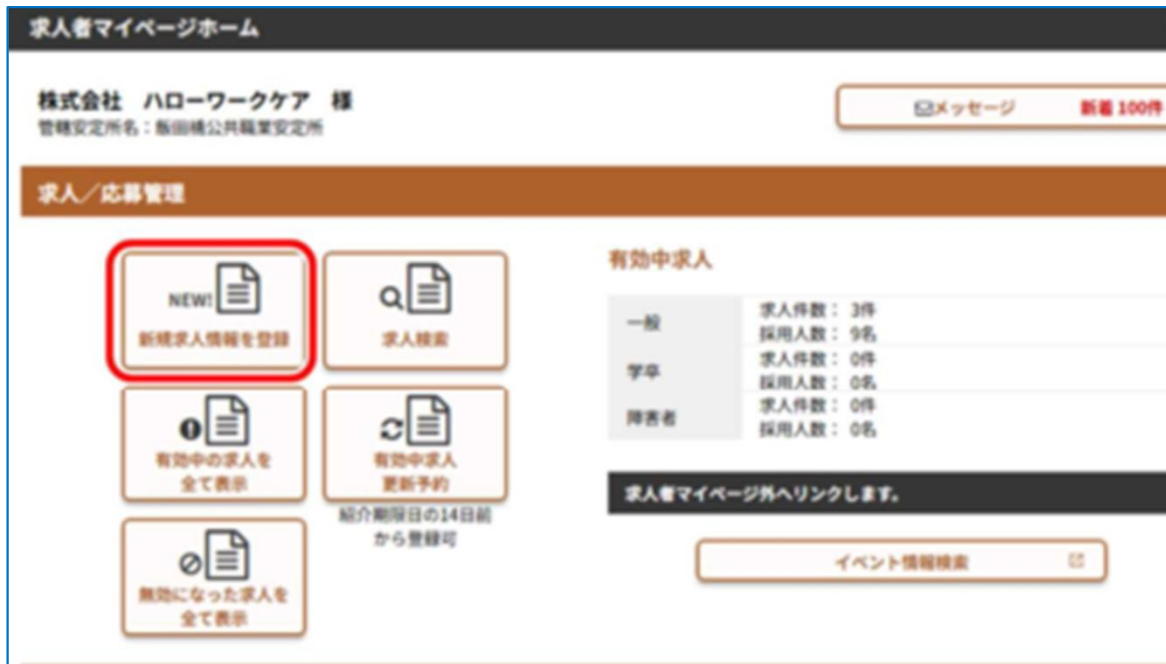 求人者マイページホーム
株式会社　ハローワークケア　様
管轄安定所名：飯田橋公共職業安定所
メッセージ　新着 100件
求人／応募管理
NEW!
新規求人情報を登録
求人検索
有効中の求人を
全て表示
有効中求人
更新予約
紹介期限日の14日前
から登録可
無効になった求人を
全て表示
有効中求人
一般
求人件数： 3件
採用人数： 9名
学卒
求人件数： 0件
採用人数： 0名
障害者
求人件数： 0件
採用人数： 0名
求人者マイページ外へリンクします。
イベント情報検索